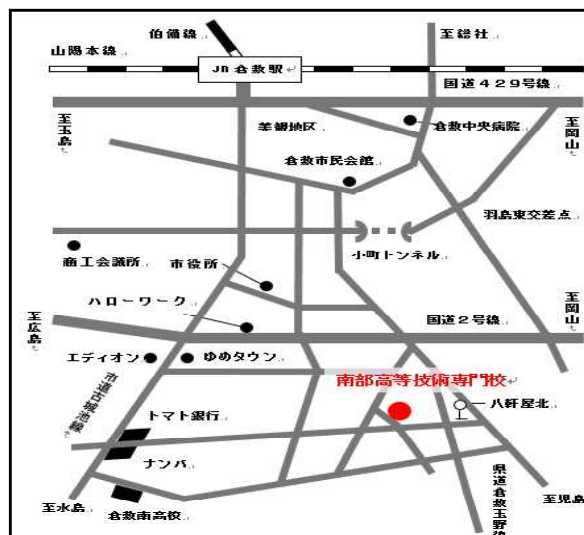 伯備線
至総社
山陽本線
JR倉敷駅
国道429号線
至玉島
美観地区
倉敷中央病院
至岡山
倉敷市民会館
羽島東交差点
商工会議所
市役所
小町トンネル
ハローワーク
至岡山
至広島
国道2号線
エディオン
ゆめタウン
市道古城池線
南部高等技術専門校
トマト銀行
八軒屋北
ナンバ
県道倉敷玉野線
至水島
倉敷南高校
至児島